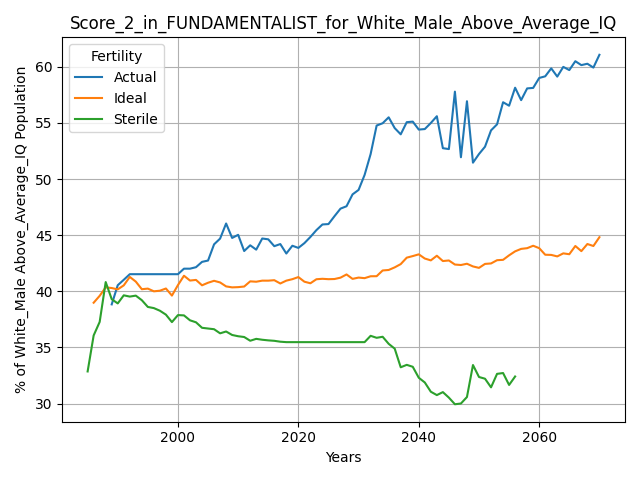 Score_2_in_FUNDAMENTALIST_for_White_Male_Above_Average_IQ
Fertility
Actual
Ideal
Sterile
% of White_Male Above_Average_IQ Population
60
55
50
45
40
35
30
2000
2020
2040
2060
Years